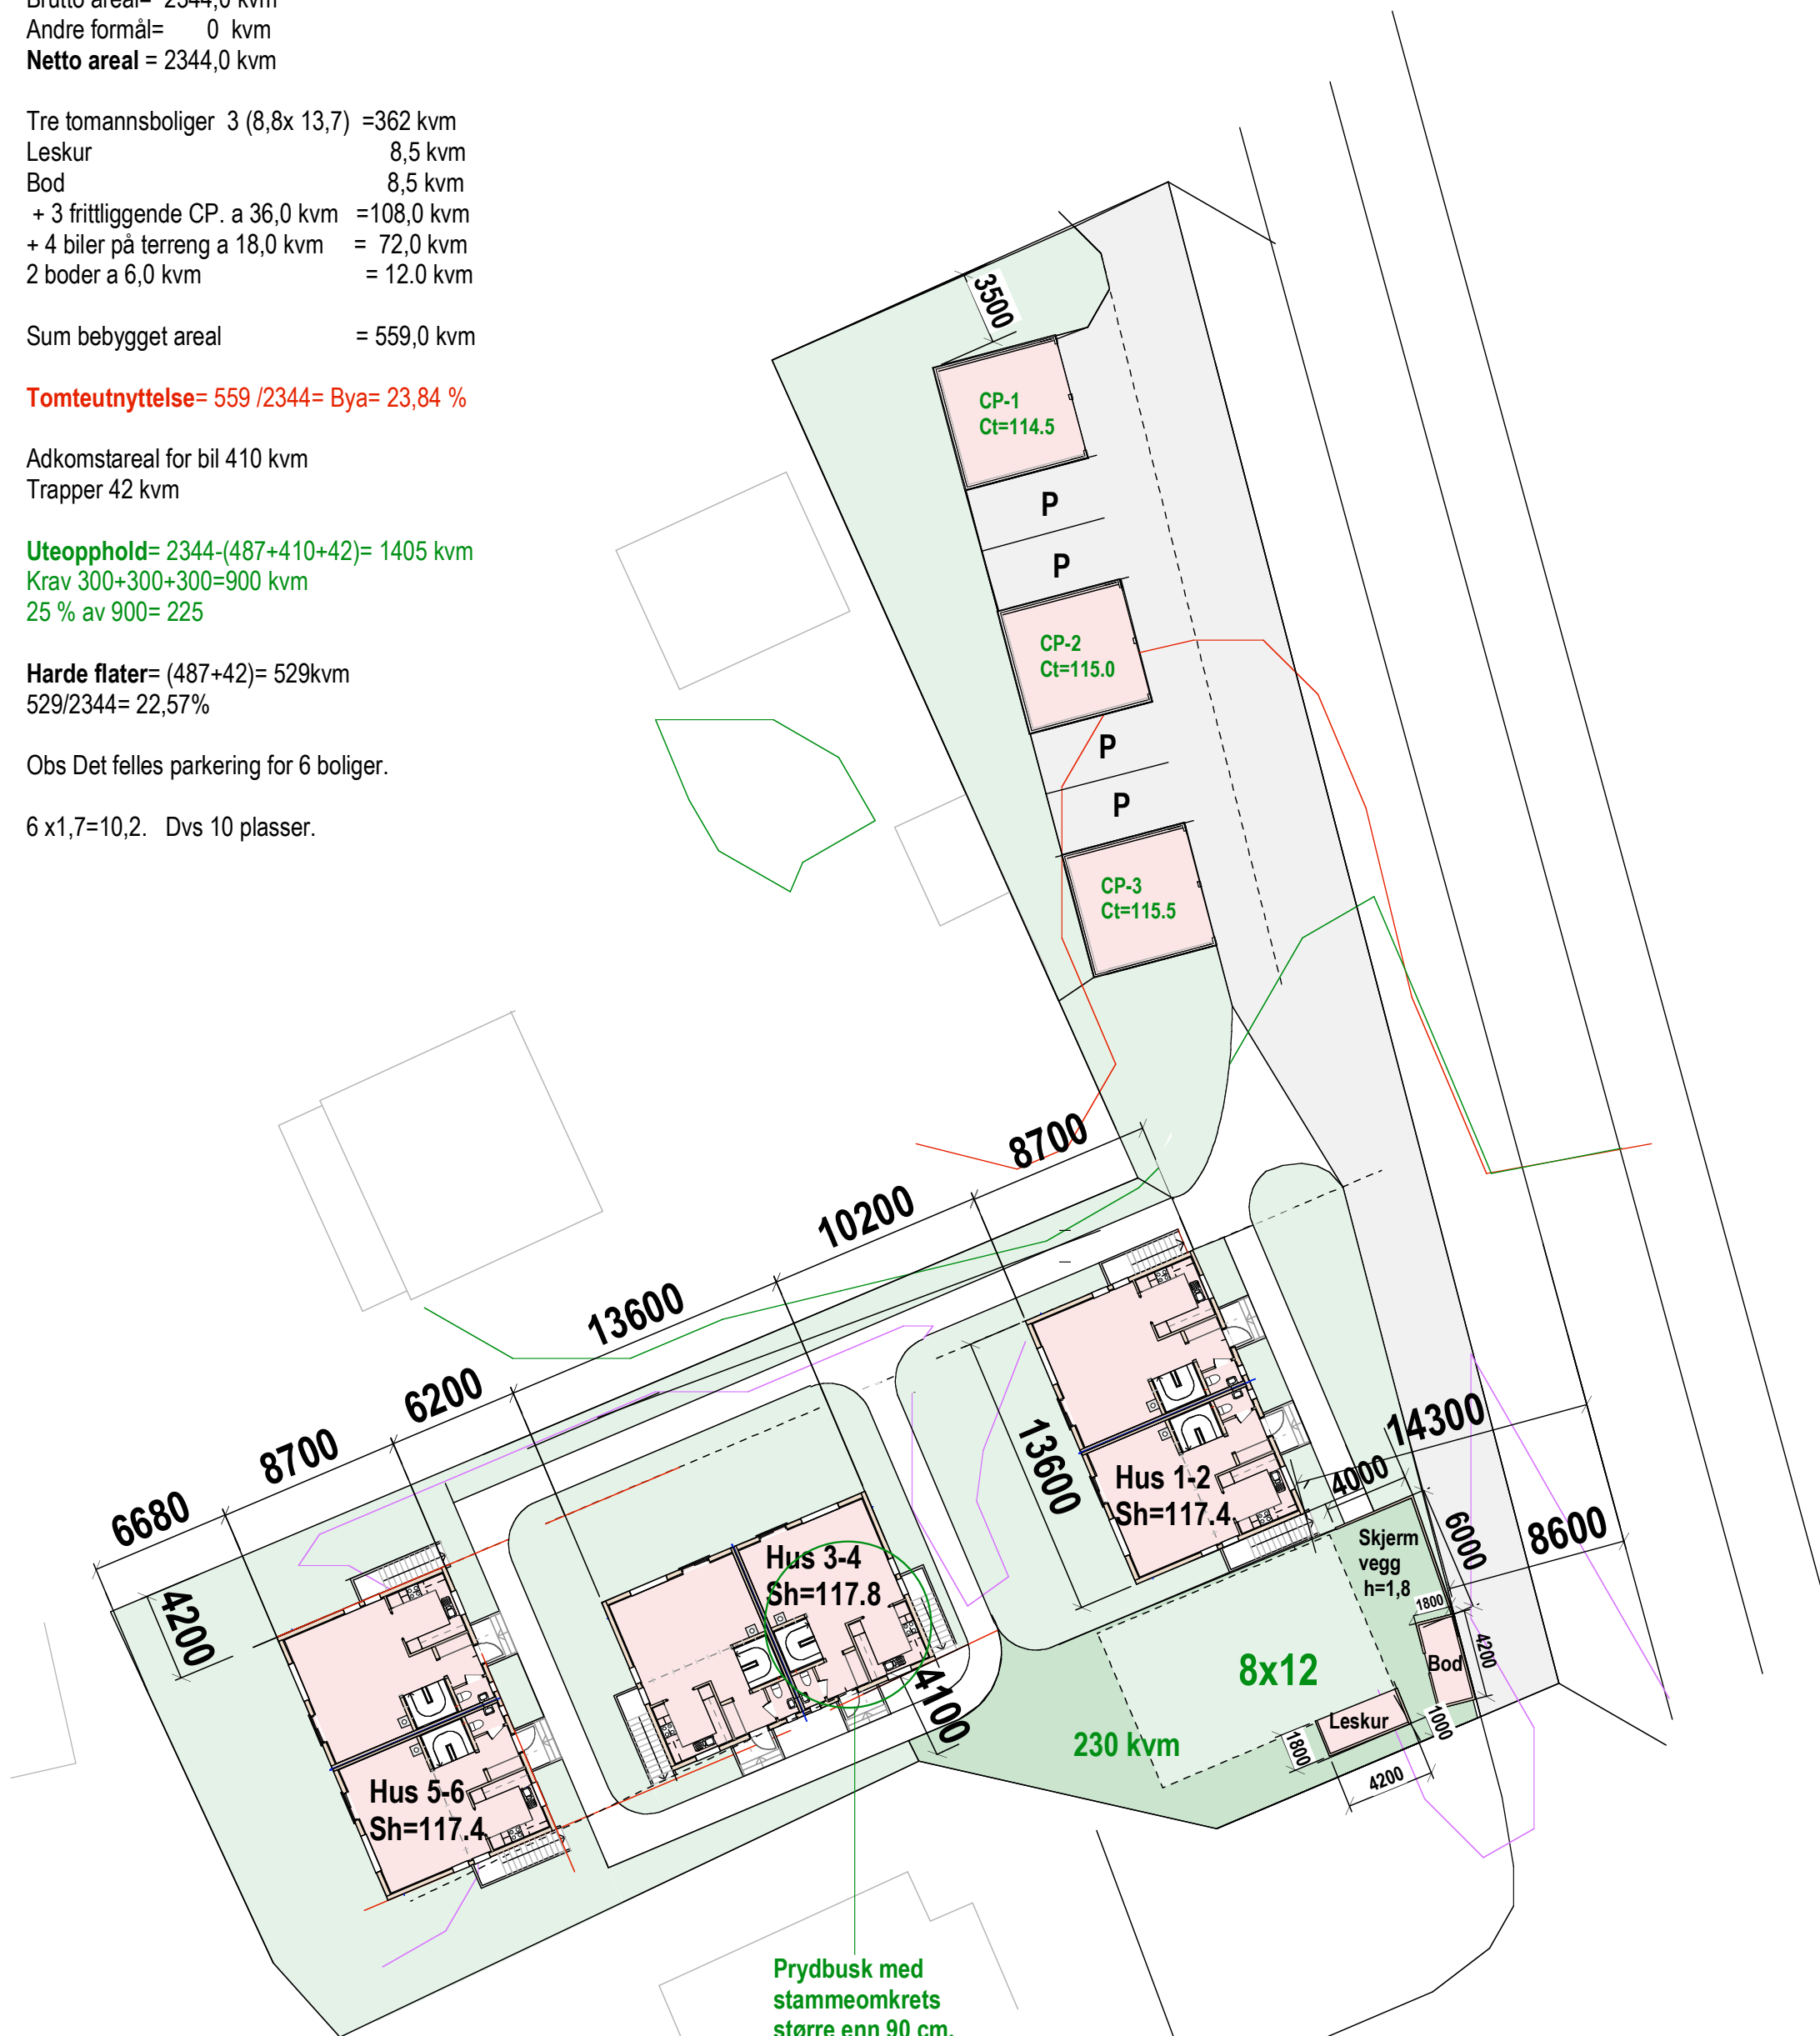 Brutto areal= 2344,0 kvm
Andre formål= 0 kvm
Netto areal = 2344,0 kvm
Tre tomannsboliger 3 (8,8x 13,7) =362 kvm
Leskur 8,5 kvm
Bod 8,5 kvm
+ 3 frittliggende CP. a 36,0 kvm =108,0 kvm
+ 4 biler på terreng a 18,0 kvm = 72,0 kvm
2 boder a 6,0 kvm = 12.0 kvm
Sum bebygget areal = 559,0 kvm
Tomteutnyttelse= 559 /2344= Bya= 23,84 %
Adkomstareal for bil 410 kvm
Trapper 42 kvm
Uteopphold= 2344-(487+410+42)= 1405 kvm
Krav 300+300+300=900 kvm
25 % av 900= 225
Harde flater= (487+42)= 529kvm
529/2344= 22,57%
Obs Det felles parkering for 6 boliger.
6 x1,7=10,2. Dvs 10 plasser.
3500
CP-1
Ct=114.5
P
P
CP-2
Ct=115.0
P
P
CP-3
Ct=115.5
8700
10200
13600
6200
8700
6680
4200
13600
Hus 1-2
Sh=117.4
14300
4000
6000
8600
Skjerm
vegg
h=1,8
1800
4200
Bod
Hus 3-4
Sh=117.8
4100
8x12
230 kvm
Leskur
1000
1800
4200
Hus 5-6
Sh=117.4
Prydbusk med
stammeomkrets
større enn 90 cm.